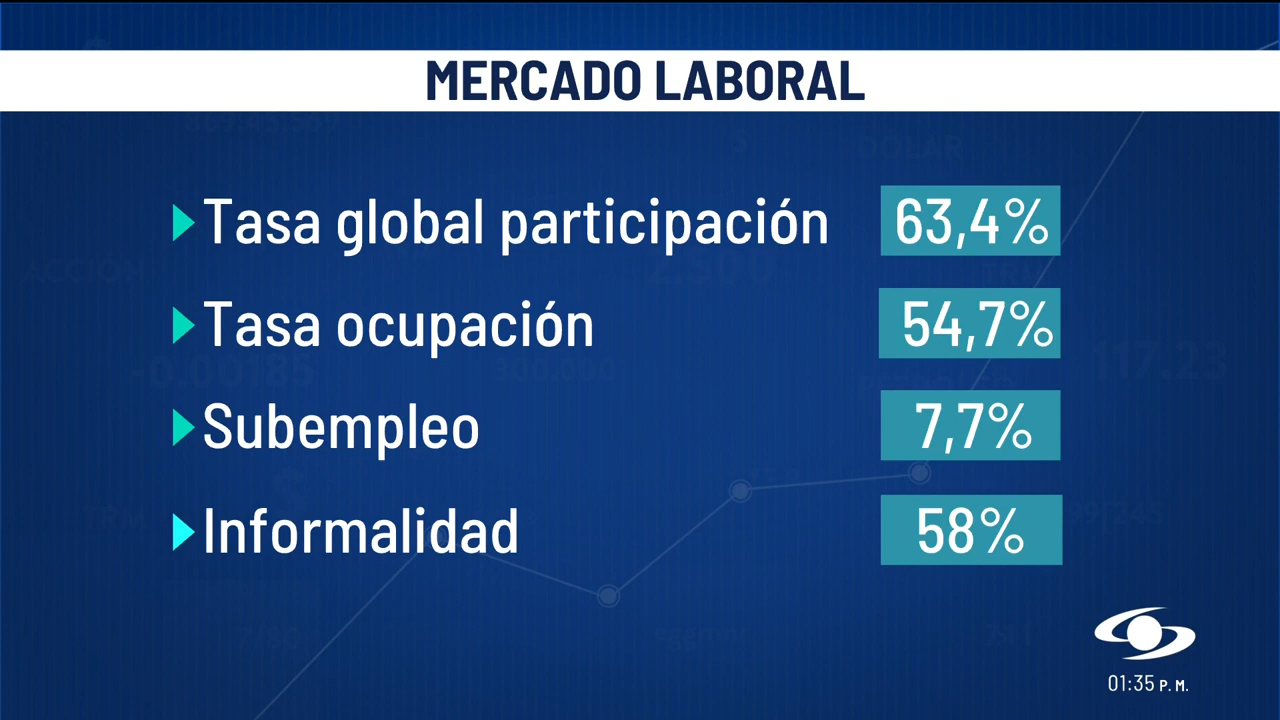 MERCADO LABORAL
Tasa global participación 63,4%
Tasa ocupación 54,7%
Subempleo 7,7%
Informalidad 58%
01:35 P. M.